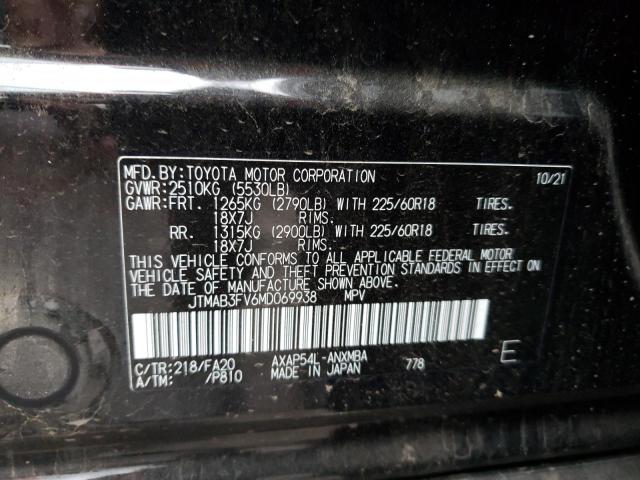 MFD.BY:TOYOTA MOTOR CORPORATION 10/21
GVWR:2510KG (5530LB)
GAWR:FRT. 1265KG (2790LB) WITH 225/60R18 TIRES.
18X7J RIMS.
RR. 1315KG (2900LB) WITH 225/60R18 TIRES.
18X7J RIMS.
THIS VEHICLE CONFORMS TO ALL APPLICABLE FEDERAL MOTOR
VEHICLE SAFETY AND THEFT PREVENTION STANDARDS IN EFFECT ON
THE DATE OF MANUFACTURE SHOWN ABOVE.
JTMAB3FV6MD069938 MPV
C/TR:218/FA20 AXAP54L-ANXMBA 778 E
A/TM: /P810 MADE IN JAPAN